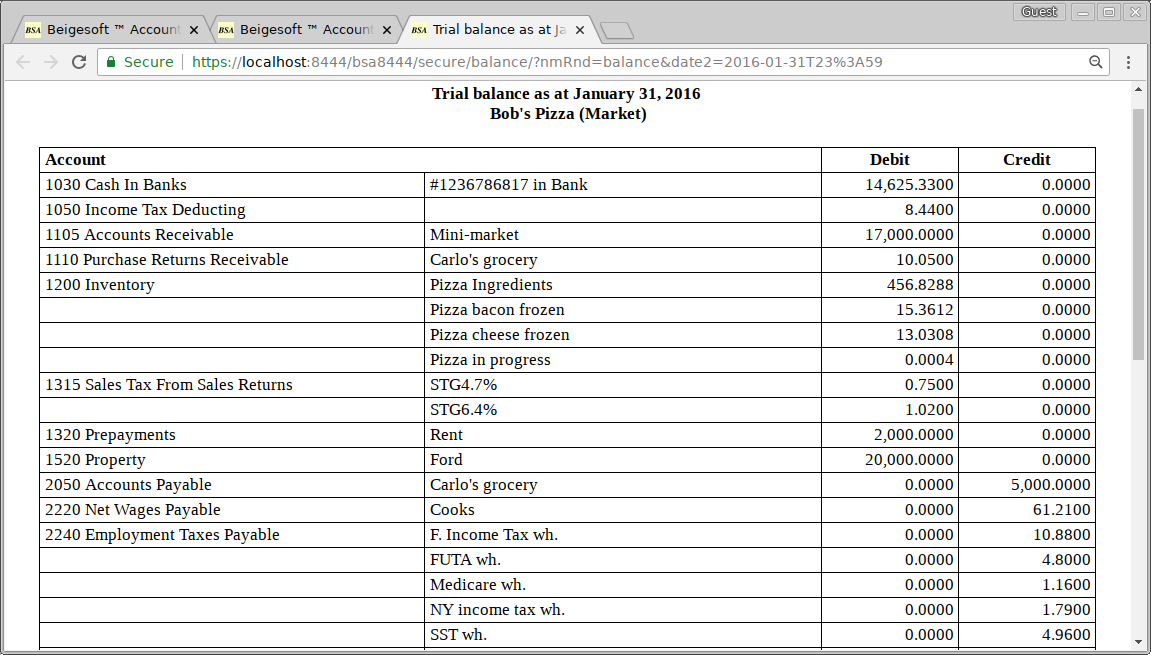 Guest
BSA Beigesoft ™ Account
BSA Beigesoft ™ Account
BSA Trial balance as at Ja
Secure https://localhost:8444/bsa8444/secure/balance/?nmRnd=balance&date2=2016-01-31T23%3A59
Trial balance as at January 31, 2016
Bob's Pizza (Market)
Account Debit Credit
1030 Cash In Banks #1236786817 in Bank 14,625.3300 0.0000
1050 Income Tax Deducting 8.4400 0.0000
1105 Accounts Receivable Mini-market 17,000.0000 0.0000
1110 Purchase Returns Receivable Carlo's grocery 10.0500 0.0000
1200 Inventory Pizza Ingredients 456.8288 0.0000
Pizza bacon frozen 15.3612 0.0000
Pizza cheese frozen 13.0308 0.0000
Pizza in progress 0.0004 0.0000
1315 Sales Tax From Sales Returns STG4.7% 0.7500 0.0000
STG6.4% 1.0200 0.0000
1320 Prepayments Rent 2,000.0000 0.0000
1520 Property Ford 20,000.0000 0.0000
2050 Accounts Payable Carlo's grocery 0.0000 5,000.0000
2220 Net Wages Payable Cooks 0.0000 61.2100
2240 Employment Taxes Payable F. Income Tax wh. 0.0000 10.8800
FUTA wh. 0.0000 4.8000
Medicare wh. 0.0000 1.1600
NY income tax wh. 0.0000 1.7900
SST wh. 0.0000 4.9600